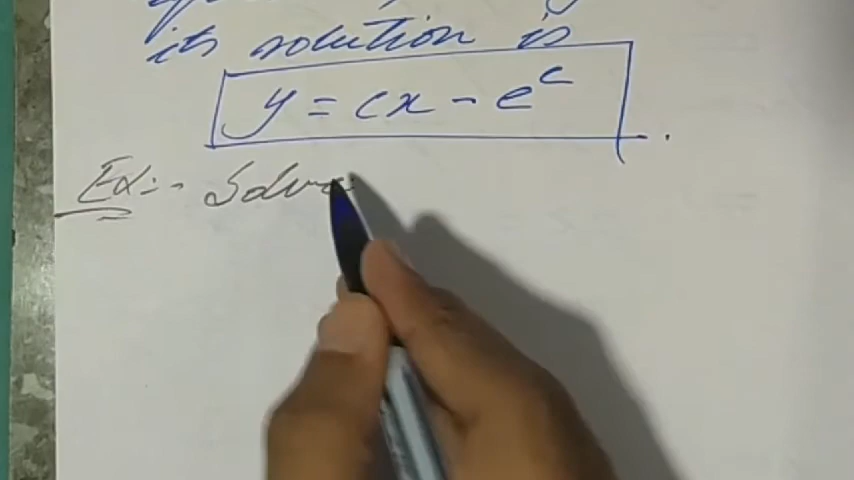 its solution is
y = cx - e^c
Ex:- Solve